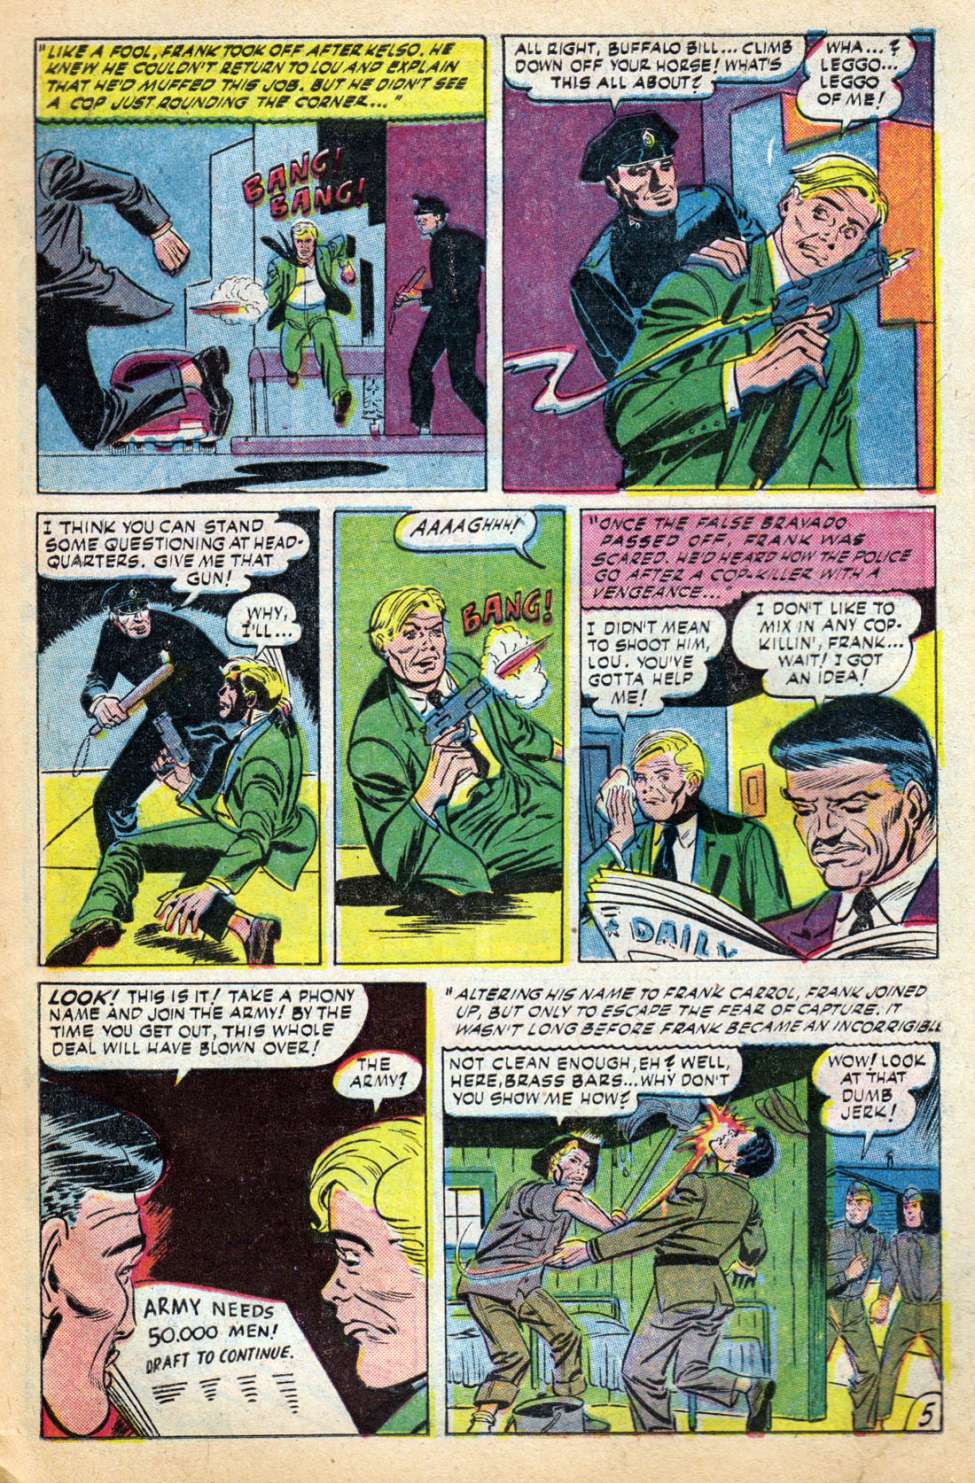 "LIKE A FOOL, FRANK TOOK OFF AFTER KELSO. HE
KNEW HE COULDN'T RETURN TO LOU AND EXPLAIN
THAT HE'D MUFFED THIS JOB. BUT HE DIDN'T SEE
A COP JUST ROUNDING THE CORNER..."
BANG!
BANG!
ALL RIGHT, BUFFALO BILL... CLIMB
DOWN OFF YOUR HORSE! WHAT'S
THIS ALL ABOUT?
WHA...?
LEGGO...
LEGGO
OF ME!
I THINK YOU CAN STAND
SOME QUESTIONING AT HEAD-
QUARTERS. GIVE ME THAT
GUN!
WHY,
I'LL...
AAAAGHHH!
BANG!
"ONCE THE FALSE BRAVADO
PASSED OFF, FRANK WAS
SCARED. HE'D HEARD HOW THE POLICE
GO AFTER A COP-KILLER WITH A
VENGEANCE..."
I DIDN'T MEAN
TO SHOOT HIM,
LOU. YOU'VE
GOTTA HELP
ME!
I DON'T LIKE TO
MIX IN ANY COP-
KILLIN', FRANK...
WAIT! I GOT
AN IDEA!
DAILY
LOOK! THIS IS IT! TAKE A PHONY
NAME AND JOIN THE ARMY! BY THE
TIME YOU GET OUT, THIS WHOLE
DEAL WILL HAVE BLOWN OVER!
THE
ARMY?
ARMY NEEDS
50.000 MEN!
DRAFT TO CONTINUE.
"ALTERING HIS NAME TO FRANK CARROL, FRANK JOINED
UP, BUT ONLY TO ESCAPE THE FEAR OF CAPTURE. IT
WASN'T LONG BEFORE FRANK BECAME AN INCORRIGIBLE
NOT CLEAN ENOUGH, EH? WELL,
HERE, BRASS BARS... WHY DON'T
YOU SHOW ME HOW?
WOW! LOOK
AT THAT
DUMB
JERK!
5